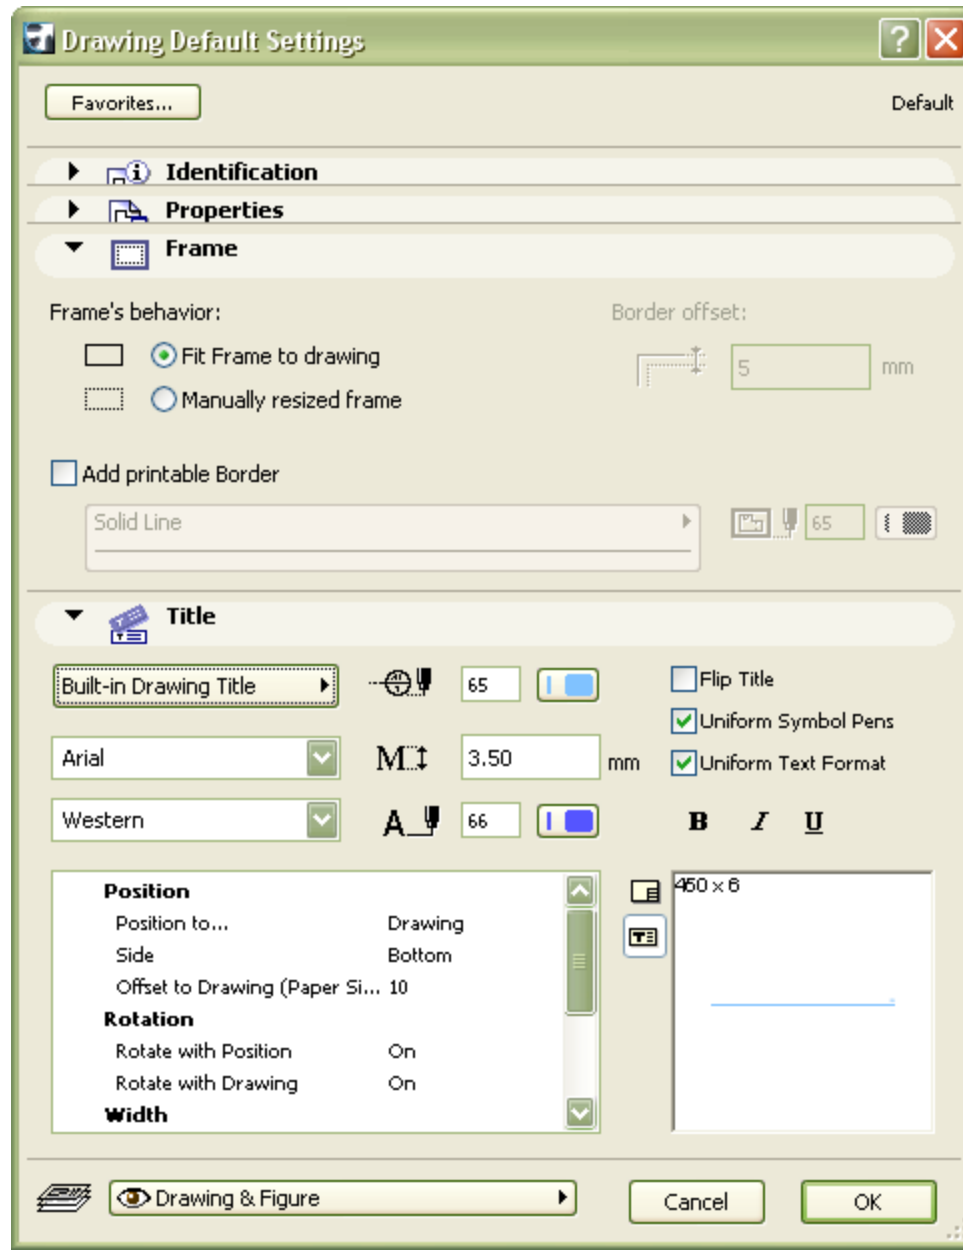 Drawing Default Settings
Favorites... Default
Identification
Properties
Frame
Frame's behavior: Border offset:
Fit Frame to drawing 5 mm
Manually resized frame
Add printable Border
Solid Line 65
Title
Built-in Drawing Title 65 Flip Title
Uniform Symbol Pens
Arial M 3.50 mm Uniform Text Format
Western A 66 B I U
Position 450 x 6
Position to... Drawing
Side Bottom
Offset to Drawing (Paper Si... 10
Rotation
Rotate with Position On
Rotate with Drawing On
Width
Drawing & Figure Cancel OK